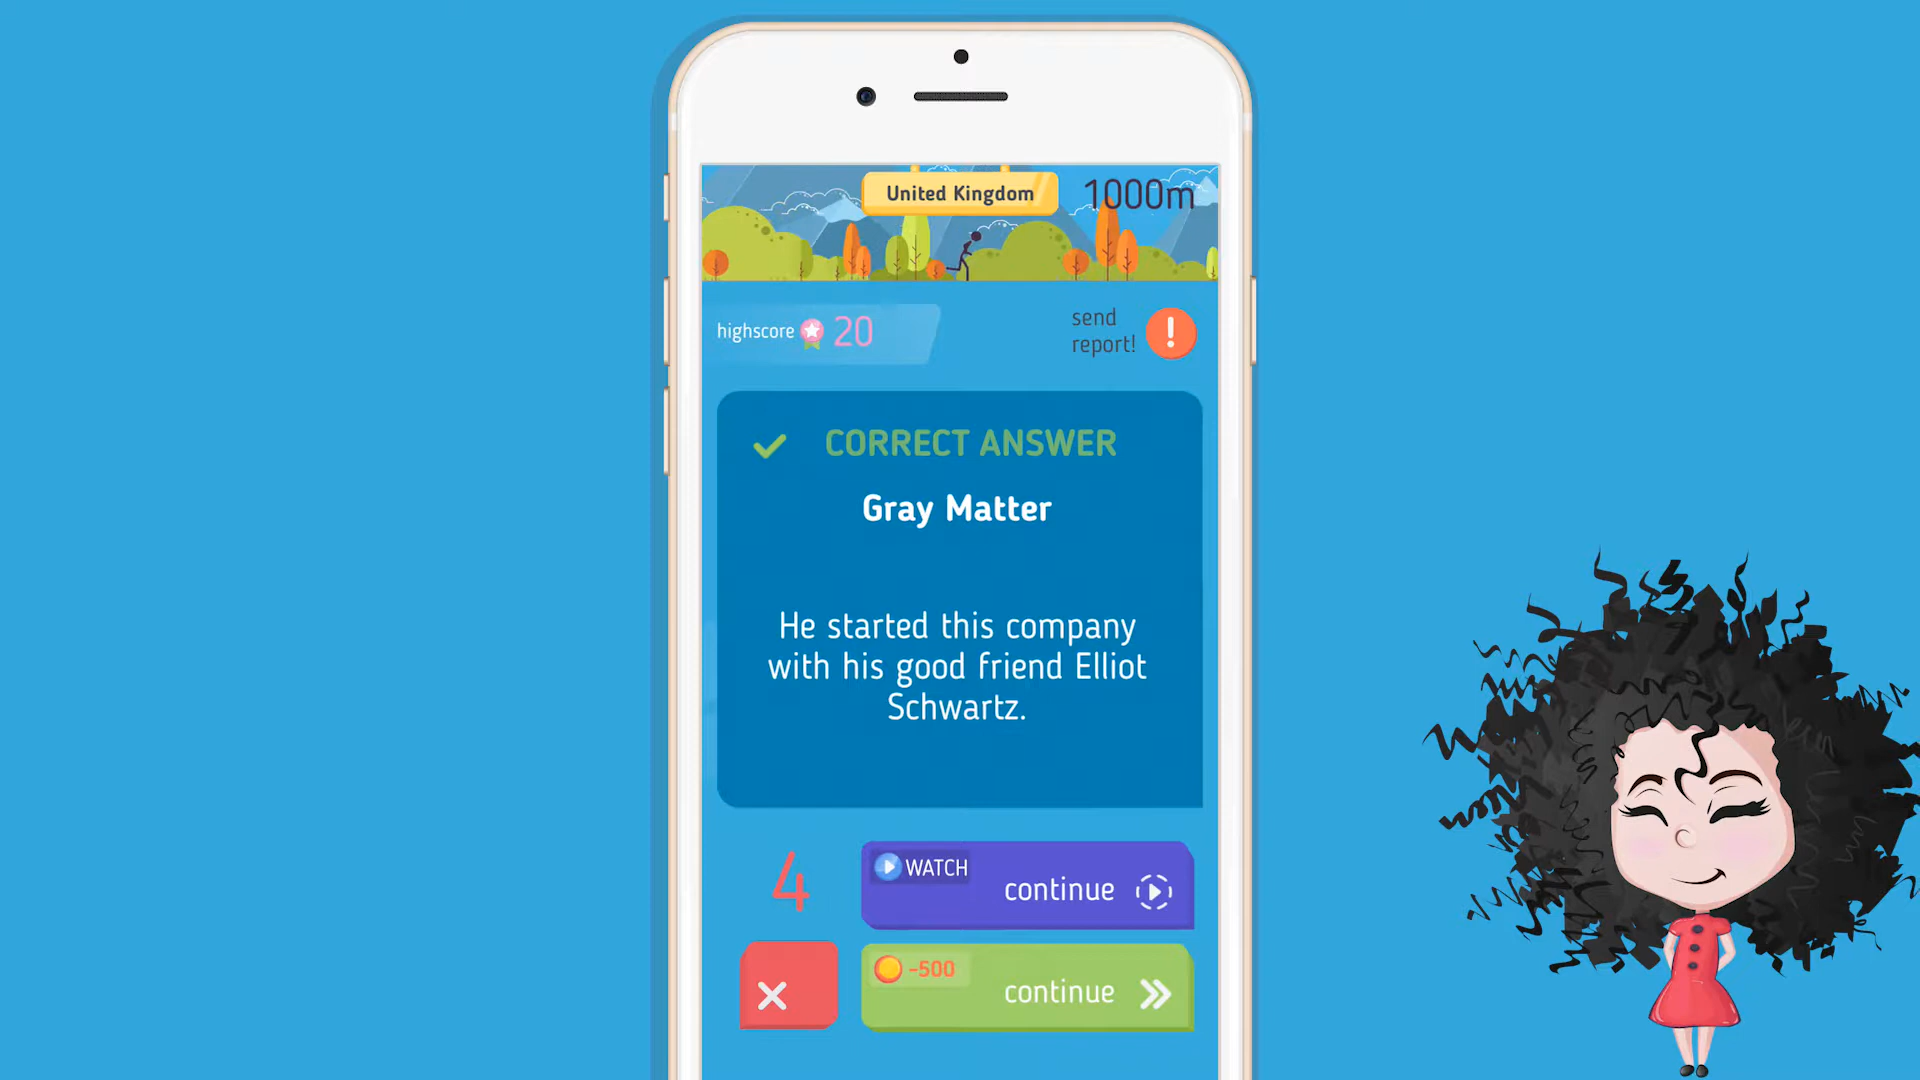 United Kingdom
1000m
highscore 20
send
report!
CORRECT ANSWER
Gray Matter
He started this company
with his good friend Elliot
Schwartz.
4
WATCH
continue
-500
continue